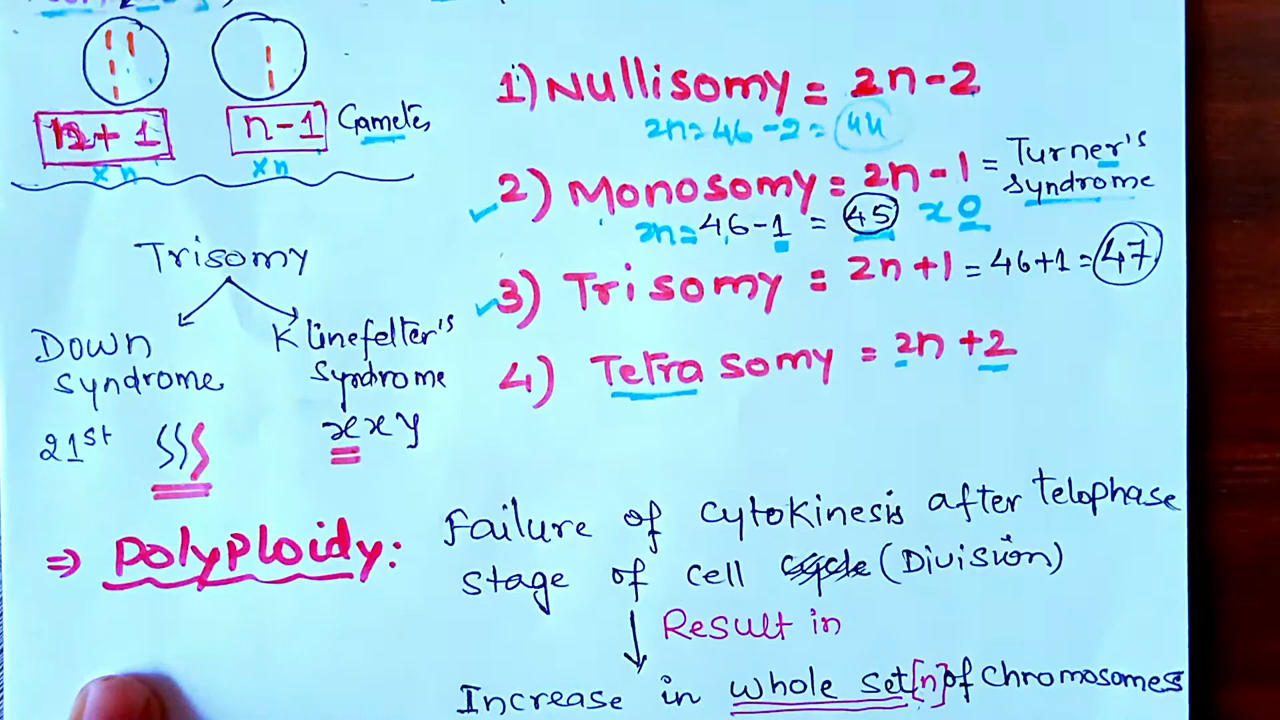 n+1
n-1 Gametes
xn xn
1) Nullisomy = 2n-2
2n=46-2=44
2) Monosomy = 2n-1 = Turner's Syndrome
2n=46-1 = 45 x0
3) Trisomy = 2n+1 = 46+1=47
4) Tetrasomy = 2n+2
Trisomy
Down Syndrome
21st
Klinefelter's Syndrome
xxy
⇒ Polyploidy:
Failure of cytokinesis after telophase
stage of cell (Division)
Result in
Increase in whole set[n] of chromosomes